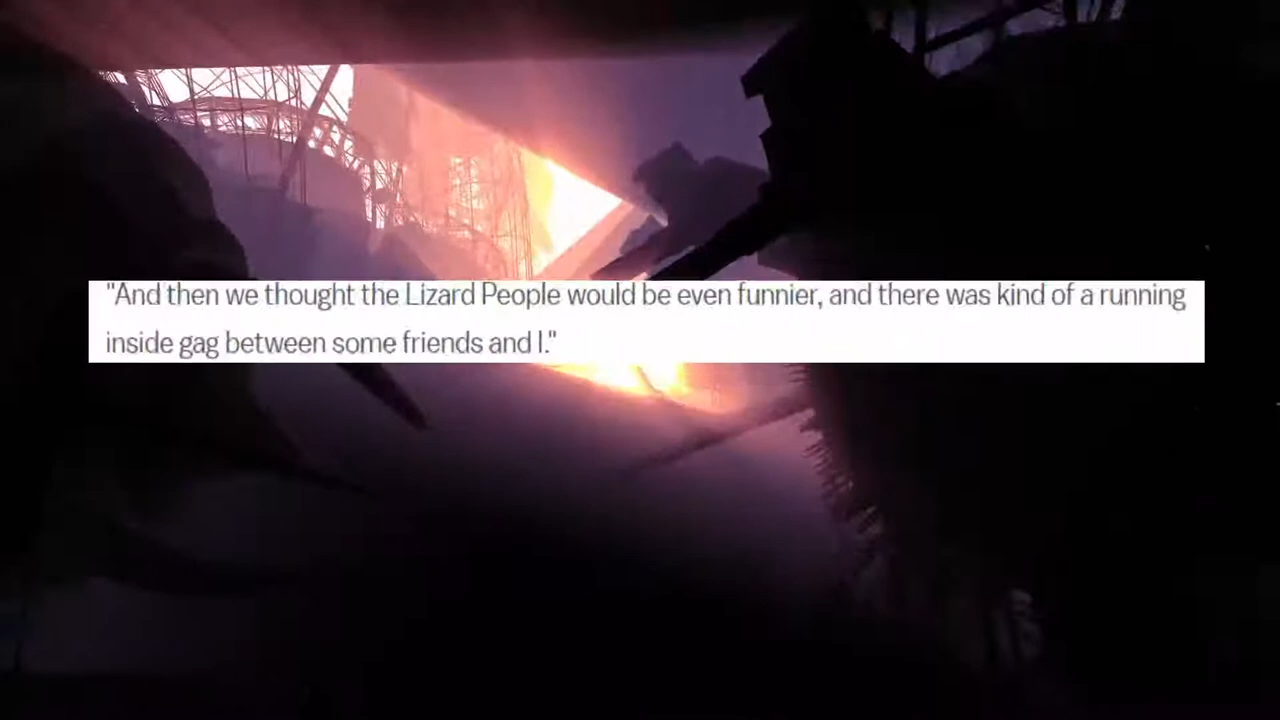 "And then we thought the Lizard People would be even funnier, and there was kind of a running
inside gag between some friends and I."